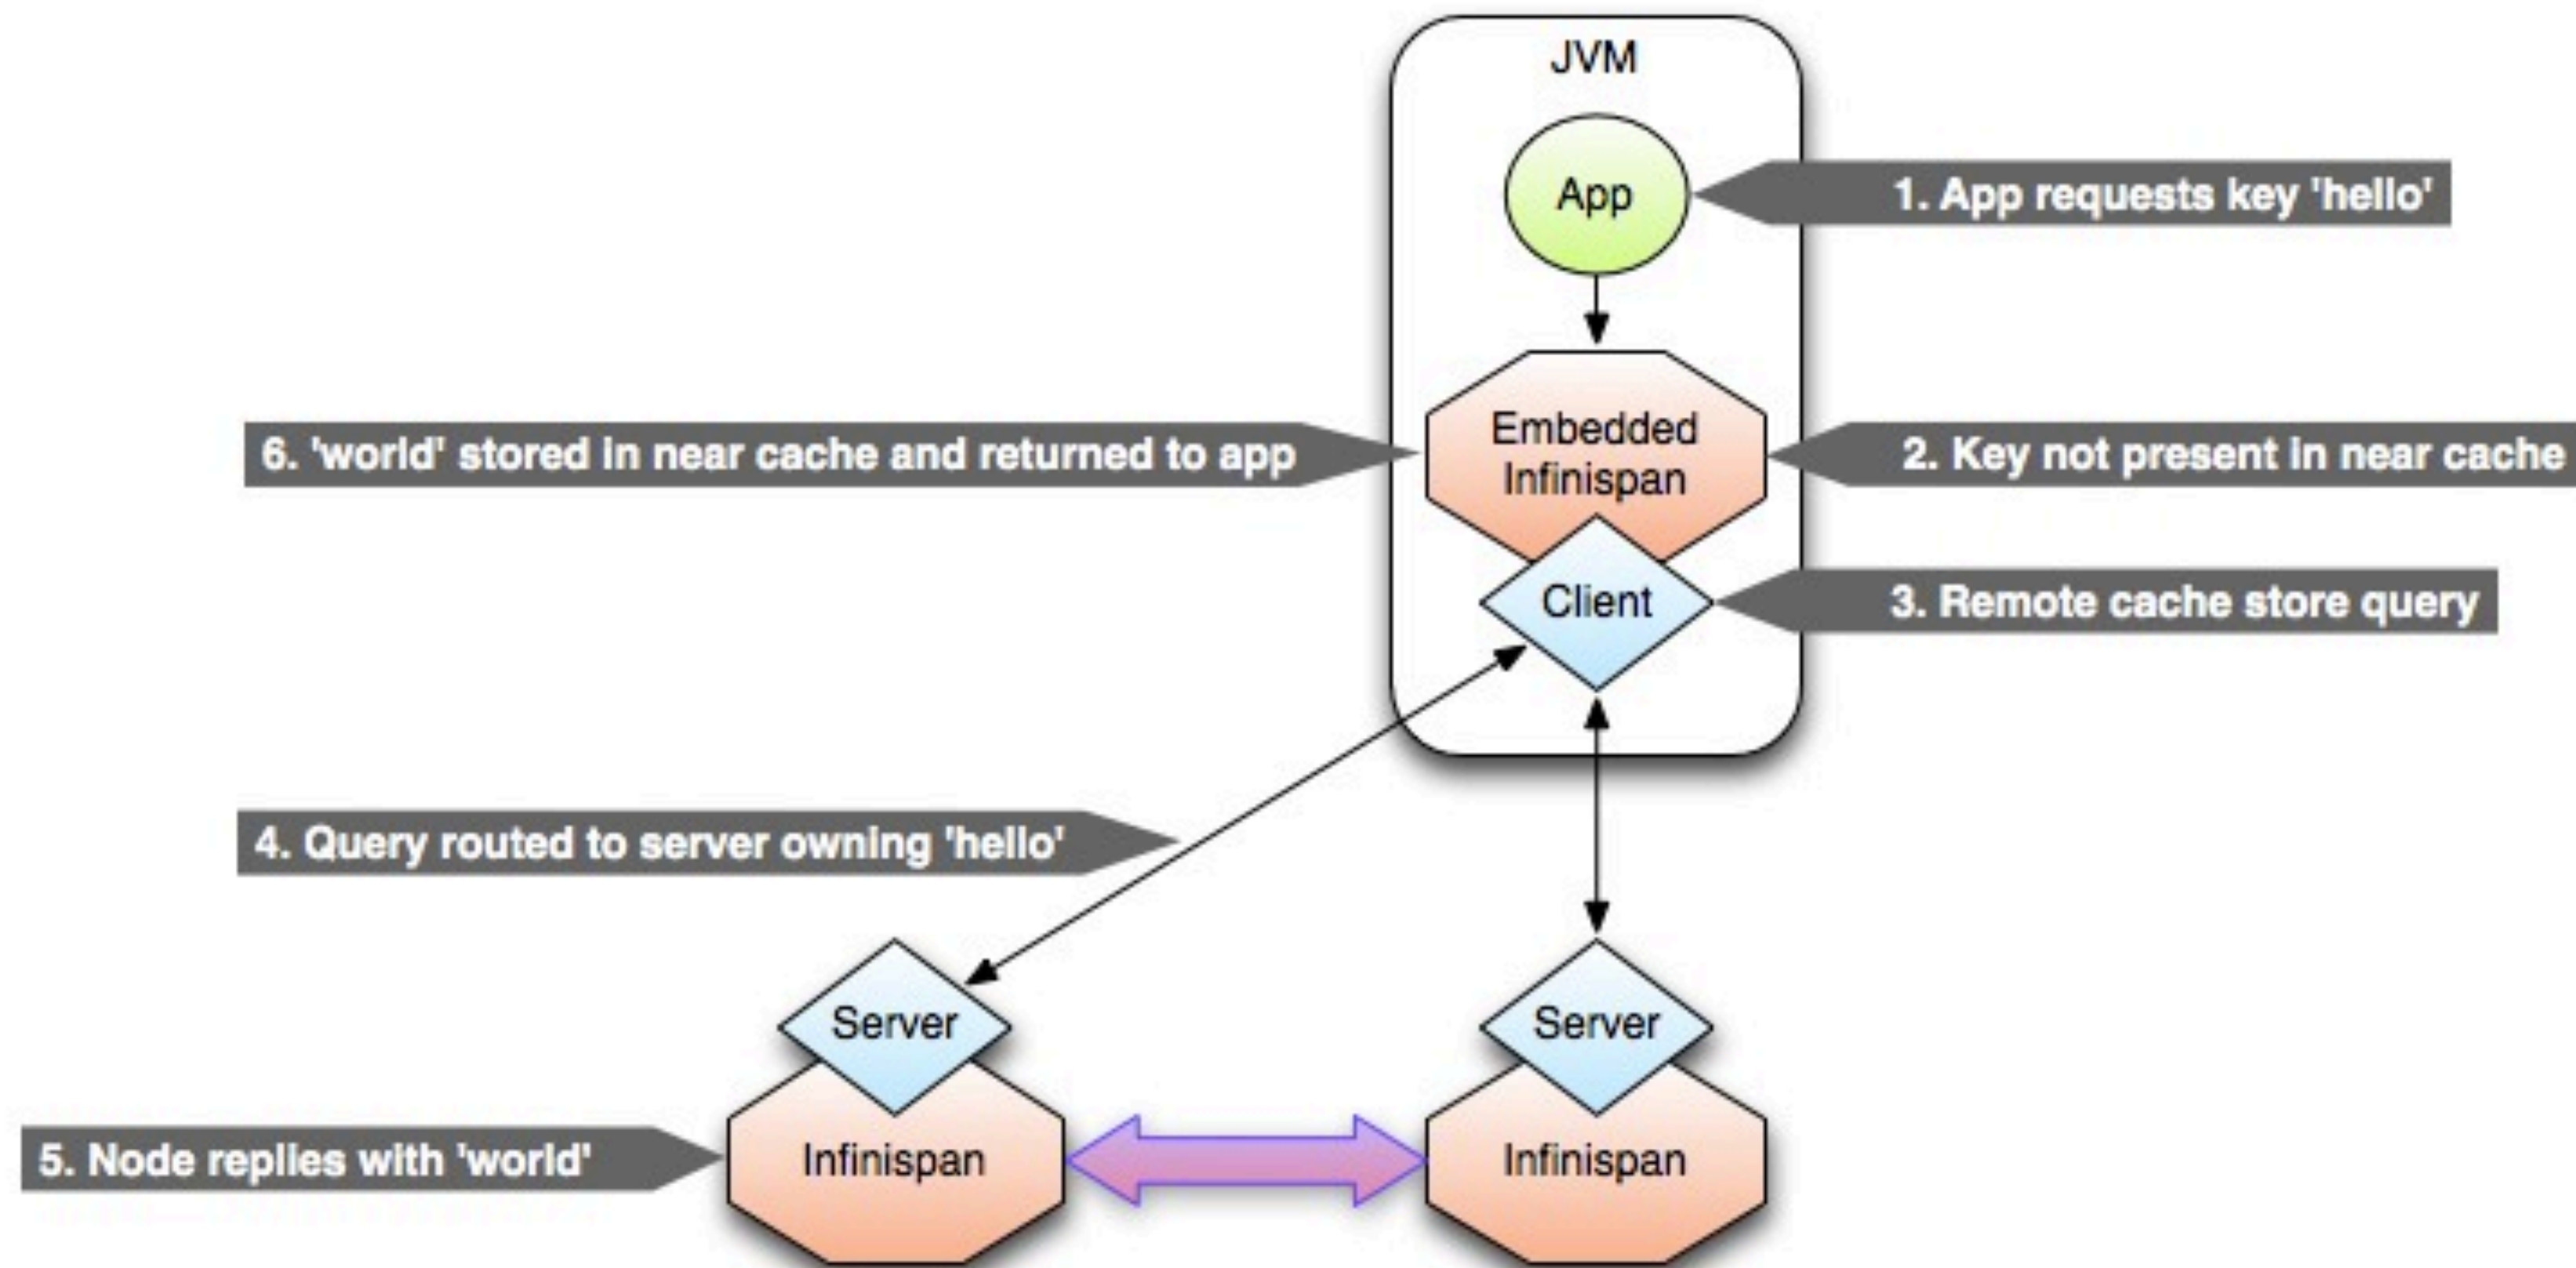 JVM
App
1. App requests key 'hello'
Embedded
Infinispan
6. 'world' stored in near cache and returned to app
2. Key not present in near cache
Client
3. Remote cache store query
4. Query routed to server owning 'hello'
Server
Server
5. Node replies with 'world'
Infinispan
Infinispan